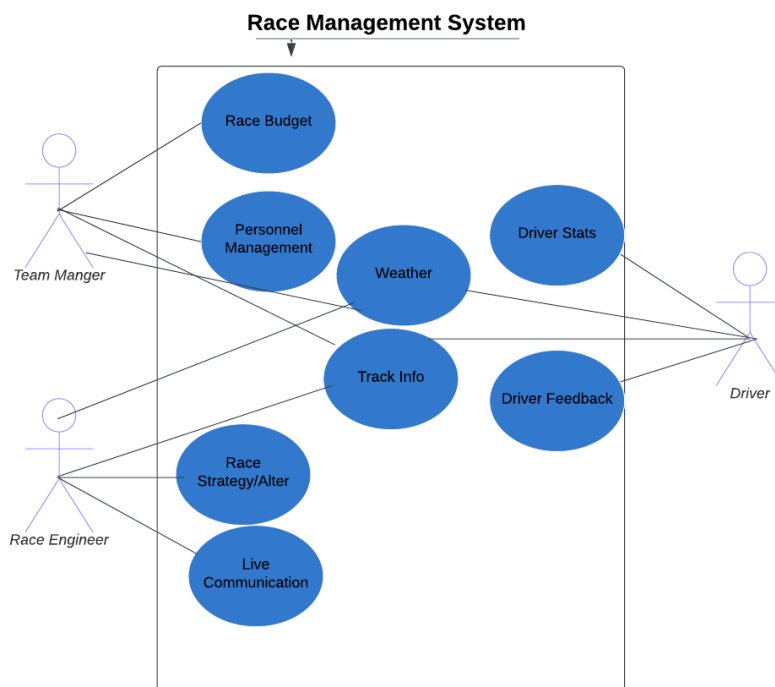 Race Management System
Race Budget
Personnel
Management
Driver Stats
Weather
Team Manger
Track Info
Driver Feedback
Driver
Race
Strategy/Alter
Race Engineer
Live
Communication